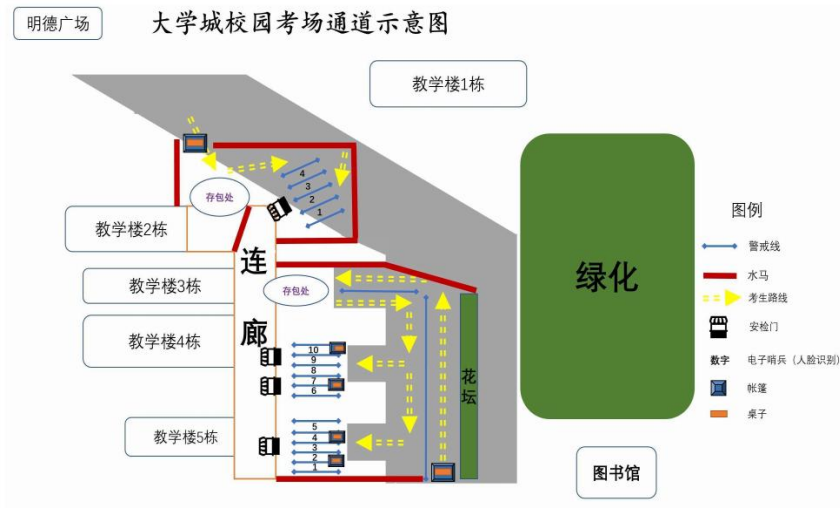 明德广场
大学城校园考场通道示意图
教学楼1栋
存包处
4
3
2
1
教学楼2栋
连
廊
教学楼3栋
存包处
教学楼4栋
10
9
8
7
6
教学楼5栋
5
4
3
2
1
花坛
绿化
图书馆
图例
警戒线
水马
考生路线
安检门
数字 电子哨兵（人脸识别）
帐篷
桌子